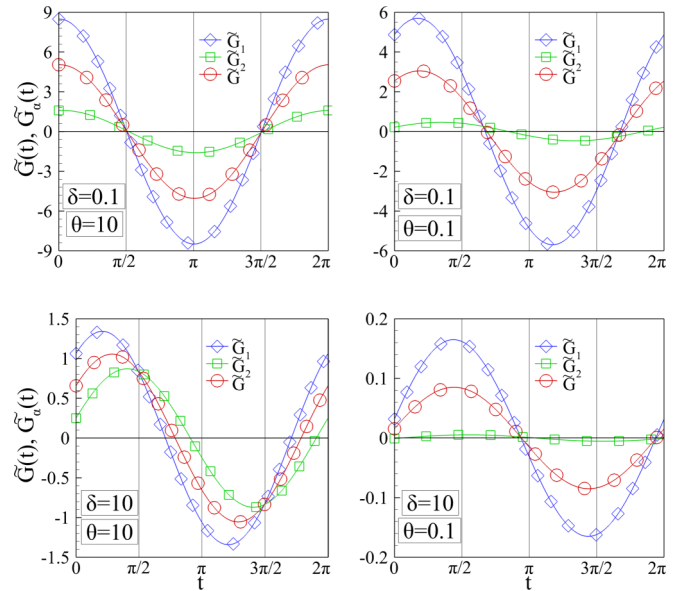 G̃(t), G̃α(t)
9
6
3
0
-3
-6
-9
0 π/2 π 3π/2 2π
G̃₁
G̃₂
G̃
δ=0.1
θ=10
6
4
2
0
-2
-4
-6
0 π/2 π 3π/2 2π
G̃₁
G̃₂
G̃
δ=0.1
θ=0.1
G̃(t), G̃α(t)
1.5
1
0.5
0
-0.5
-1
-1.5
0 π/2 π 3π/2 2π
t
G̃₁
G̃₂
G̃
δ=10
θ=10
0.2
0.1
0
-0.1
-0.2
0 π/2 π 3π/2 2π
t
G̃₁
G̃₂
G̃
δ=10
θ=0.1